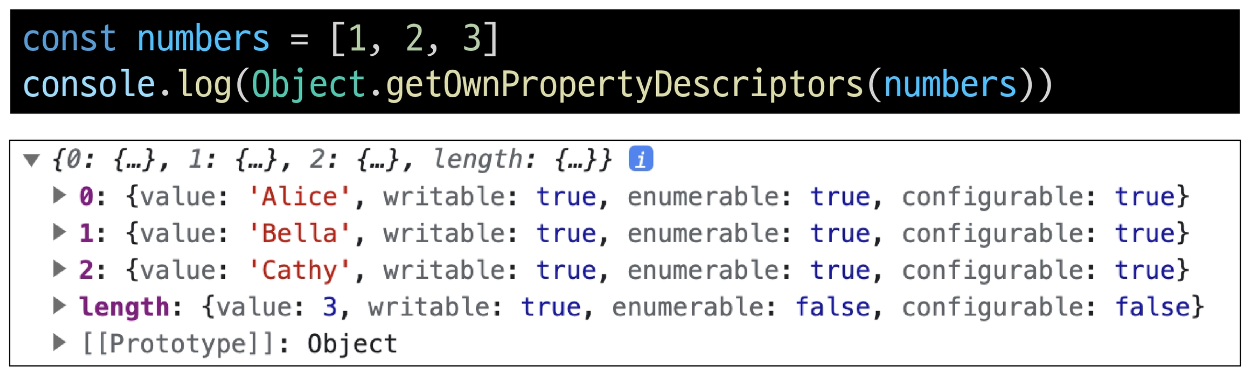 const numbers = [1, 2, 3]
console.log(Object.getOwnPropertyDescriptors(numbers))
▼ {0: {…}, 1: {…}, 2: {…}, length: {…}} i
▶ 0: {value: 'Alice', writable: true, enumerable: true, configurable: true}
▶ 1: {value: 'Bella', writable: true, enumerable: true, configurable: true}
▶ 2: {value: 'Cathy', writable: true, enumerable: true, configurable: true}
▶ length: {value: 3, writable: true, enumerable: false, configurable: false}
▶ [[Prototype]]: Object